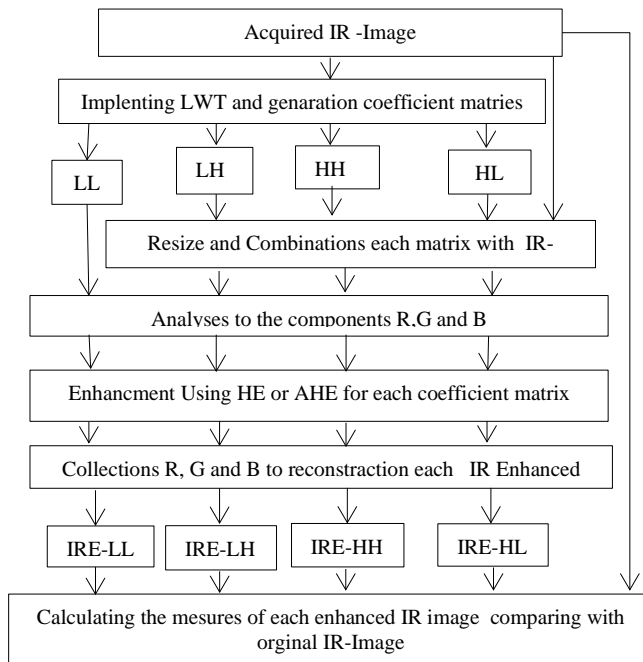 Acquired IR -Image
Implenting LWT and genaration coefficient matries
LL
LH
HH
HL
Resize and Combinations each matrix with IR-
Analyses to the components R,G and B
Enhancment Using HE or AHE for each coefficient matrix
Collections R, G and B to reconstraction each IR Enhanced
IRE-LL
IRE-LH
IRE-HH
IRE-HL
Calculating the mesures of each enhanced IR image comparing with
orginal IR-Image